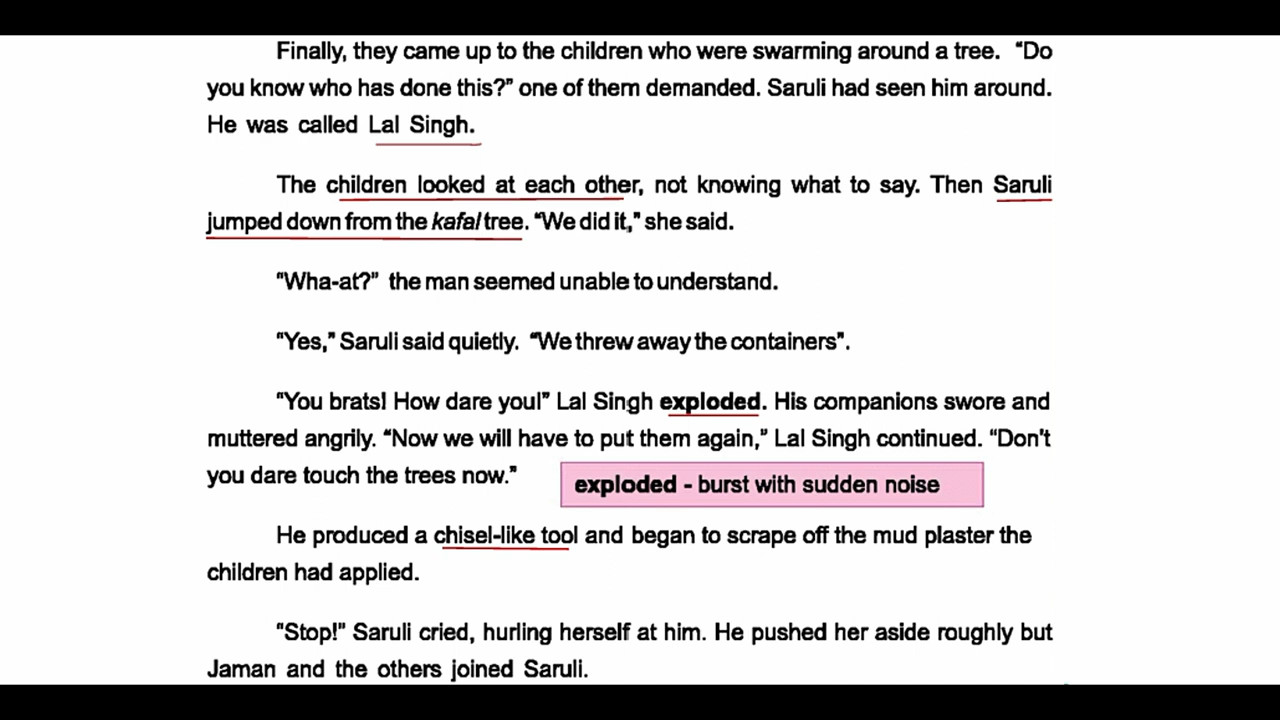 Finally, they came up to the children who were swarming around a tree. “Do
you know who has done this?” one of them demanded. Saruli had seen him around.
He was called Lal Singh.
The children looked at each other, not knowing what to say. Then Saruli
jumped down from the kafal tree. “We did it,” she said.
“Wha-at?” the man seemed unable to understand.
“Yes,” Saruli said quietly. “We threw away the containers”.
“You brats! How dare you!” Lal Singh exploded. His companions swore and
muttered angrily. “Now we will have to put them again,” Lal Singh continued. “Don't
you dare touch the trees now.”
exploded - burst with sudden noise
He produced a chisel-like tool and began to scrape off the mud plaster the
children had applied.
“Stop!” Saruli cried, hurling herself at him. He pushed her aside roughly but
Jaman and the others joined Saruli.